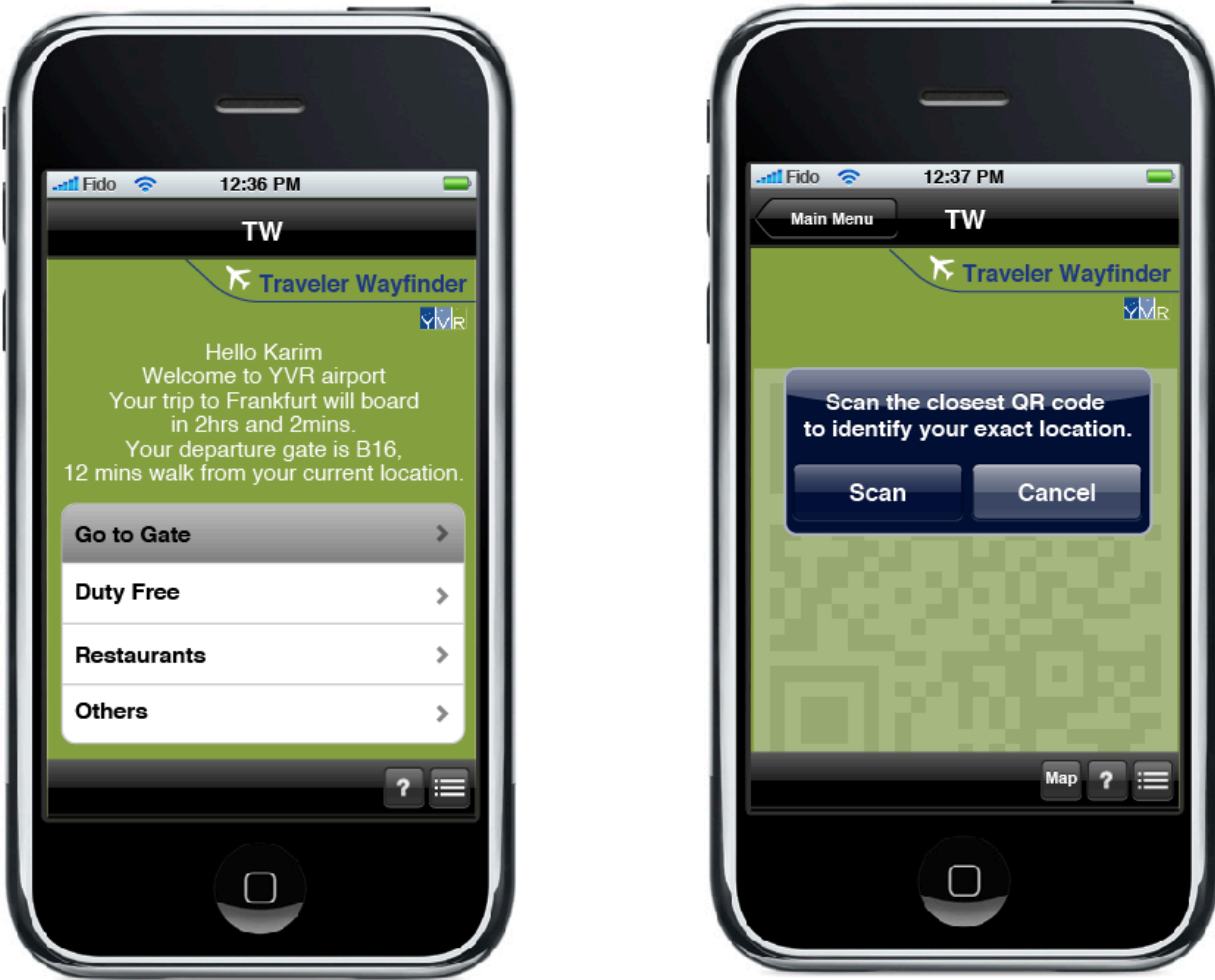 Fido 12:36 PM
TW
Traveler Wayfinder
YVR
Hello Karim
Welcome to YVR airport
Your trip to Frankfurt will board
in 2hrs and 2mins.
Your departure gate is B16,
12 mins walk from your current location.
Go to Gate
Duty Free
Restaurants
Others
?
Fido 12:37 PM
Main Menu TW
Traveler Wayfinder
YVR
Scan the closest QR code
to identify your exact location.
Scan Cancel
Map ?